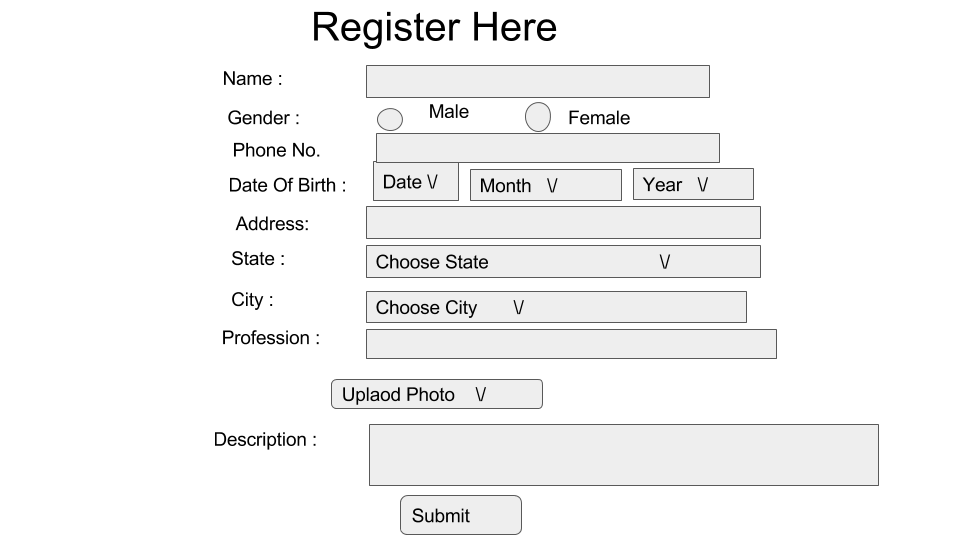 Register Here
Name :
Gender : Male Female
Phone No.
Date Of Birth : Date \/ Month \/ Year \/
Address:
State : Choose State \/
City : Choose City \/
Profession :
Uplaod Photo \/
Description :
Submit